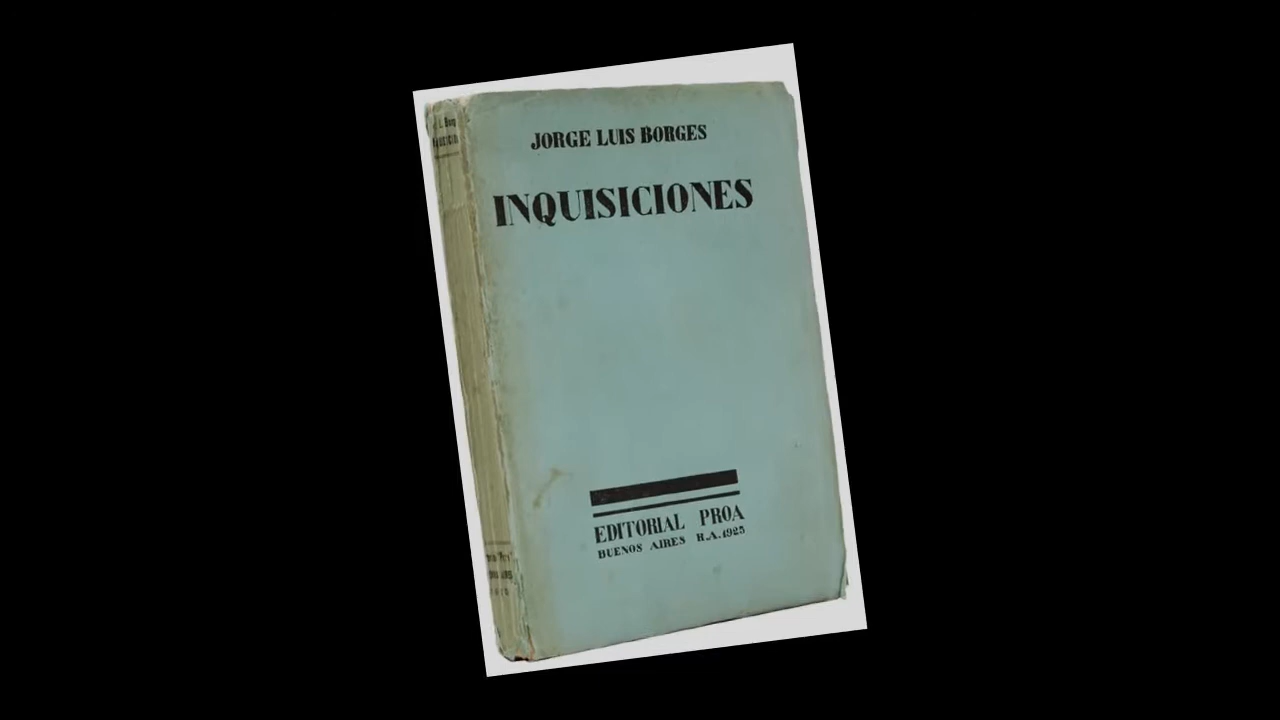 JORGE LUIS BORGES
INQUISICIONES
EDITORIAL PROA
BUENOS AIRES R.A. 1925